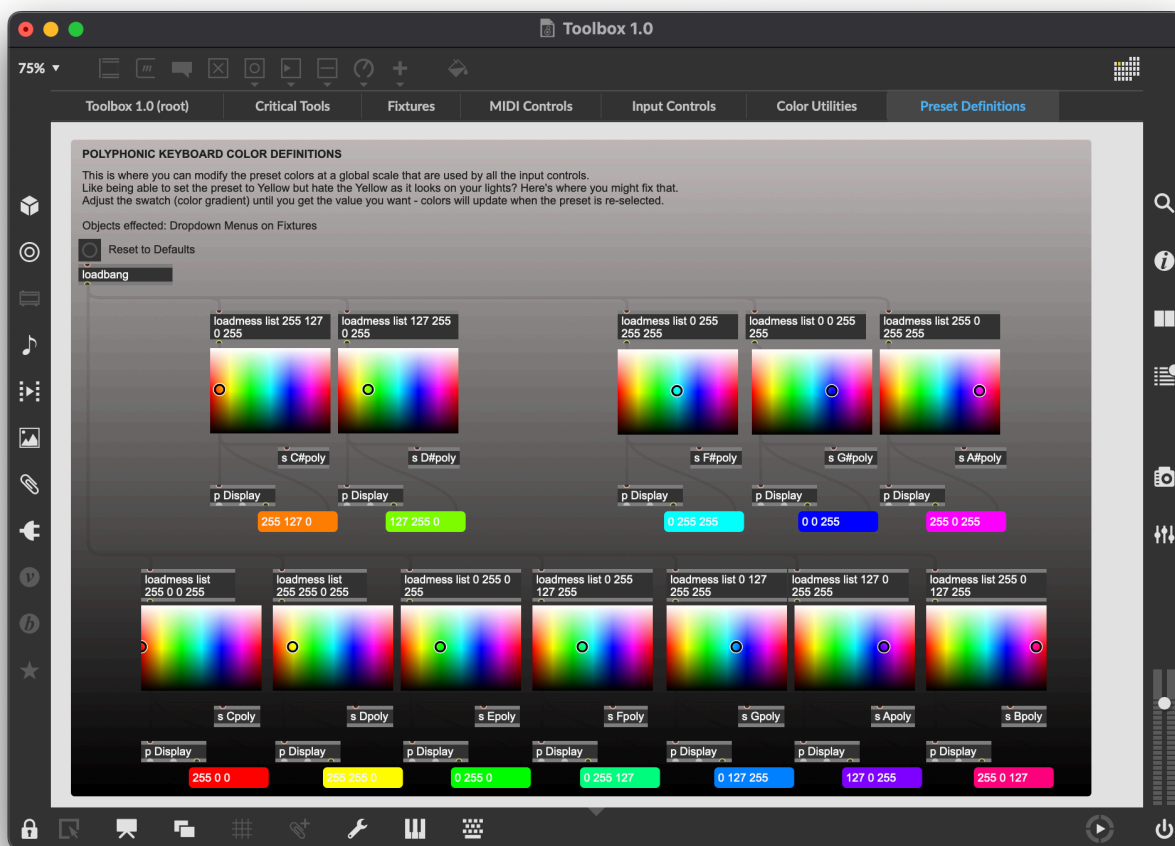 Toolbox 1.0
75%
Toolbox 1.0 (root) Critical Tools Fixtures MIDI Controls Input Controls Color Utilities Preset Definitions
POLYPHONIC KEYBOARD COLOR DEFINITIONS
This is where you can modify the preset colors at a global scale that are used by all the input controls.
Like being able to set the preset to Yellow but hate the Yellow as it looks on your lights? Here's where you might fix that.
Adjust the swatch (color gradient) until you get the value you want - colors will update when the preset is re-selected.
Objects effected: Dropdown Menus on Fixtures
Reset to Defaults
loadbang
loadmess list 255 127
0 255
loadmess list 127 255
0 255
loadmess list 0 255
255 255
loadmess list 0 0 255
255
loadmess list 255 0
255 255
s C#poly
s D#poly
s F#poly
s G#poly
s A#poly
p Display
p Display
p Display
p Display
p Display
255 127 0
127 255 0
0 255 255
0 0 255
255 0 255
loadmess list
255 0 0 255
loadmess list
255 255 0 255
loadmess list 0 255 0
255
loadmess list 0 255
127 255
loadmess list 0 127
255 255
loadmess list 127 0
255 255
loadmess list 255 0
127 255
s Cpoly
s Dpoly
s Epoly
s Fpoly
s Gpoly
s Apoly
s Bpoly
p Display
p Display
p Display
p Display
p Display
p Display
p Display
255 0 0
255 255 0
0 255 0
0 255 127
0 127 255
127 0 255
255 0 127